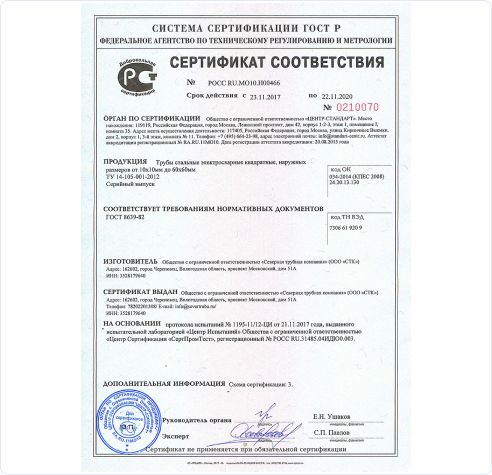 СИСТЕМА СЕРТИФИКАЦИИ ГОСТ Р
ФЕДЕРАЛЬНОЕ АГЕНТСТВО ПО ТЕХНИЧЕСКОМУ РЕГУЛИРОВАНИЮ И МЕТРОЛОГИИ
СЕРТИФИКАТ СООТВЕТСТВИЯ
№ РОСС RU.МО10.Н00466
Срок действия с 23.11.2017 по 22.11.2020
№ 0210070
ОРГАН ПО СЕРТИФИКАЦИИ Общество с ограниченной ответственностью «ЦЕНТР-СТАНДАРТ». Место
нахождения: 119119, Российская Федерация, город Москва, Ленинский проспект, дом 42, корпус 1-2-3, этаж 1, помещение I,
комната 35. Адрес места осуществления деятельности: 117405, Российская Федерация, город Москва, улица Кирпичные Выемки,
дом 2, корпус 1, 3-й этаж, комната № 11. Телефон: +7 (495) 664-23-98, адрес электронной почты: info@standart-centr.ru. Аттестат
аккредитации регистрационный № RA.RU.11МО10. Дата регистрации аттестата аккредитации: 20.08.2015 года
ПРОДУКЦИЯ Трубы стальные электросварные квадратные, наружных
размеров от 10х10мм до 60х60мм
ТУ 14-105-001-2012
Серийный выпуск
код ОК
034-2014 (КПЕС 2008)
24.20.13.130
СООТВЕТСТВУЕТ ТРЕБОВАНИЯМ НОРМАТИВНЫХ ДОКУМЕНТОВ
ГОСТ 8639-82
код ТН ВЭД
7306 61 920 9
ИЗГОТОВИТЕЛЬ Общество с ограниченной ответственностью «Северная трубная компания» (ООО «СТК»)
Адрес: 162602, город Череповец, Вологодская область, проспект Московский, дом 51А
ИНН: 3528179640
СЕРТИФИКАТ ВЫДАН Общество с ограниченной ответственностью «Северная трубная компания» (ООО «СТК»)
Адрес: 162602, город Череповец, Вологодская область, проспект Московский, дом 51А
Телефон: 78202201388 E-mail: info@severtruba.ru
ИНН: 3528179640
НА ОСНОВАНИИ протокола испытаний № 1195-11/12-ЦИ от 21.11.2017 года, выданного
испытательной лабораторией «Центр Испытаний» Общества с ограниченной ответственностью
«Центр Сертификации «СертПромТест», регистрационный № РОСС RU.31485.04ИДЮ0.003.
ДОПОЛНИТЕЛЬНАЯ ИНФОРМАЦИЯ Схема сертификации: 3.
Руководитель органа
Е.Н. Ушаков
Эксперт
С.П. Павлов
Сертификат не применяется при обязательной сертификации